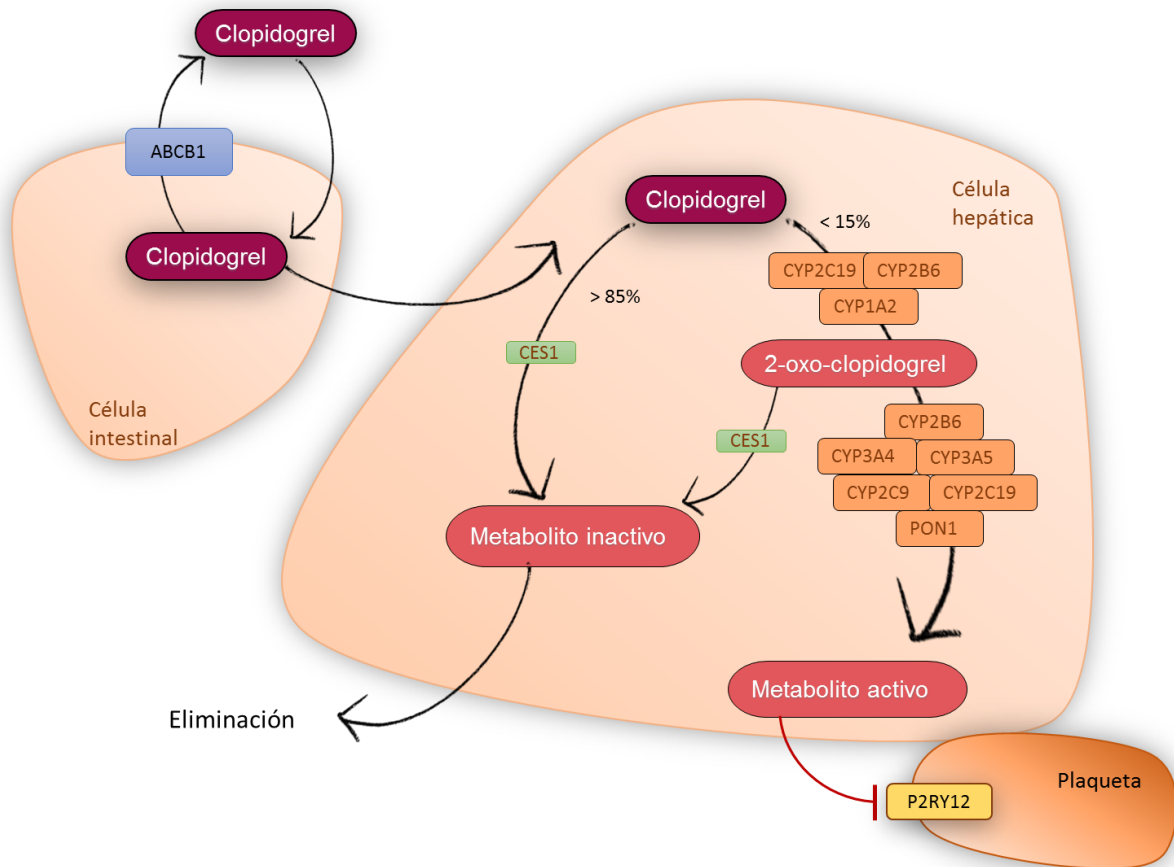 Clopidogrel
ABCB1
Clopidogrel
Célula
intestinal
Clopidogrel
Célula
hepática
< 15%
> 85%
CYP2C19
CYP2B6
CYP1A2
CES1
2-oxo-clopidogrel
CES1
CYP2B6
CYP3A4
CYP3A5
CYP2C9
CYP2C19
PON1
Metabolito inactivo
Eliminación
Metabolito activo
P2RY12
Plaqueta